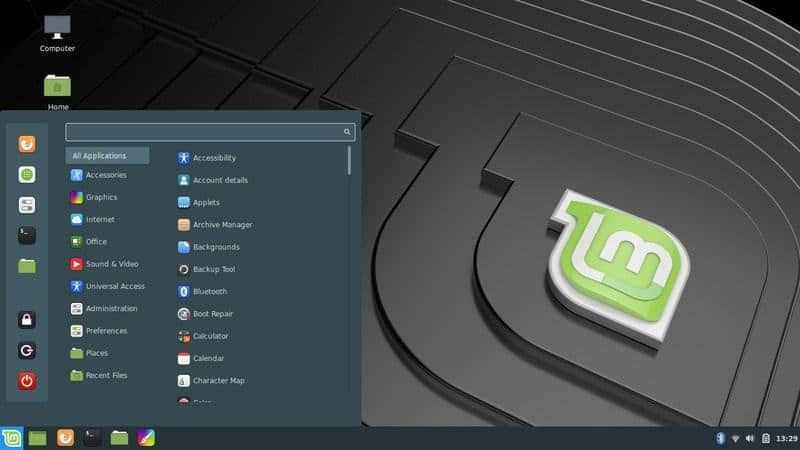 Computer
Home
All Applications
Accessories
Graphics
Internet
Office
Sound & Video
Universal Access
Administration
Preferences
Places
Recent Files
Accessibility
Account details
Applets
Archive Manager
Backgrounds
Backup Tool
Bluetooth
Boot Repair
Calculator
Calendar
Character Map
13:29